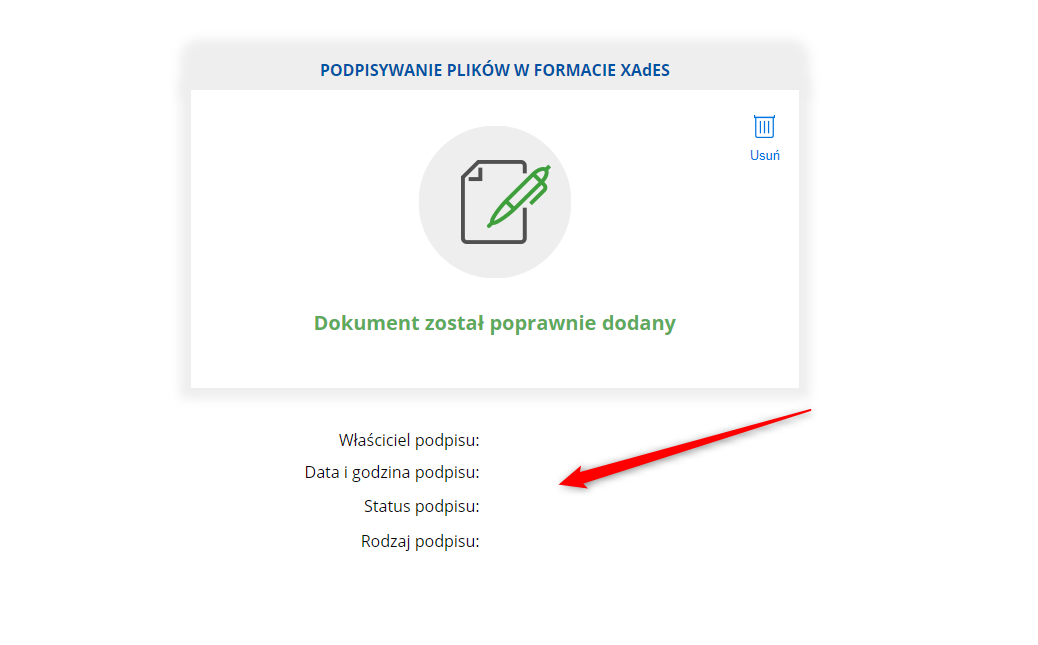 PODPISYWANIE PLIKÓW W FORMACIE XAdES
Usuń
Dokument został poprawnie dodany
Właściciel podpisu:
Data i godzina podpisu:
Status podpisu:
Rodzaj podpisu: